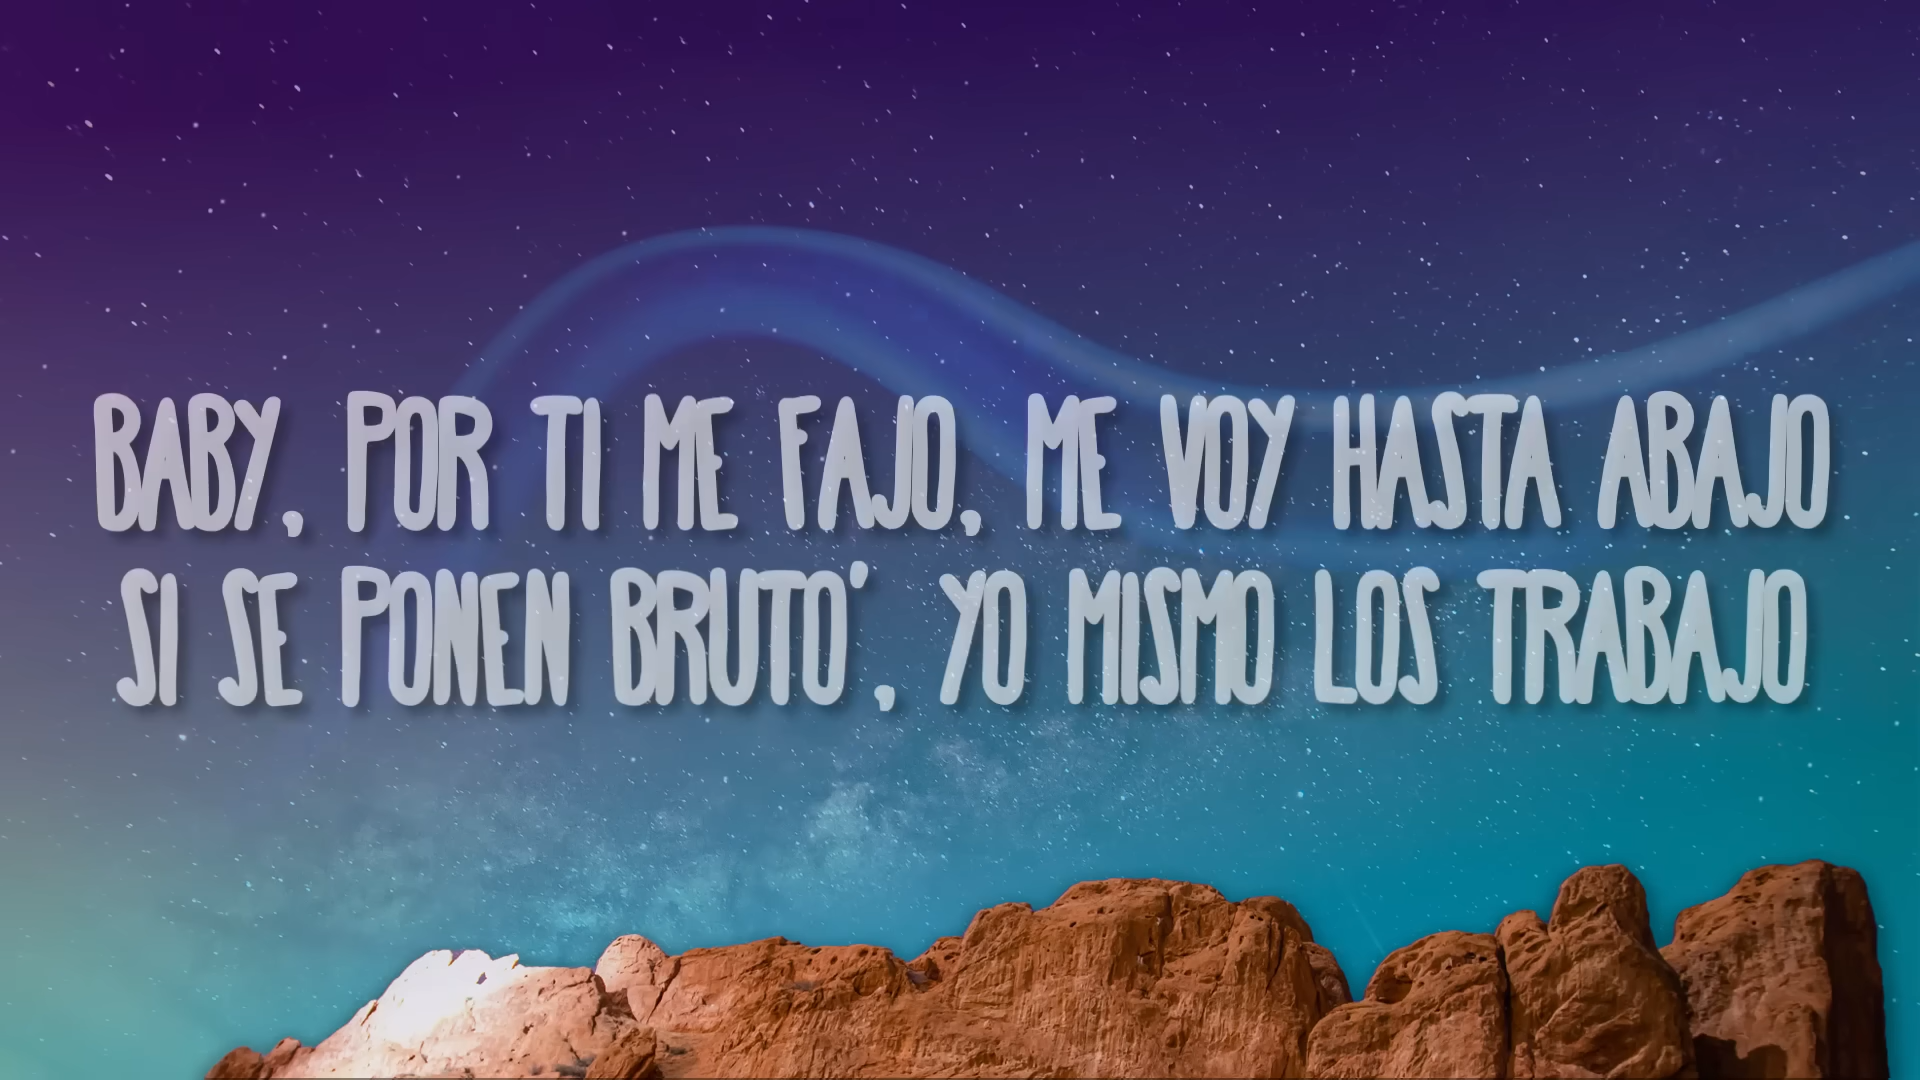 BABY, POR TI ME FAJO, ME VOY HASTA ABAJO
SI SE PONEN BRUTO', YO MISMO LOS TRABAJO